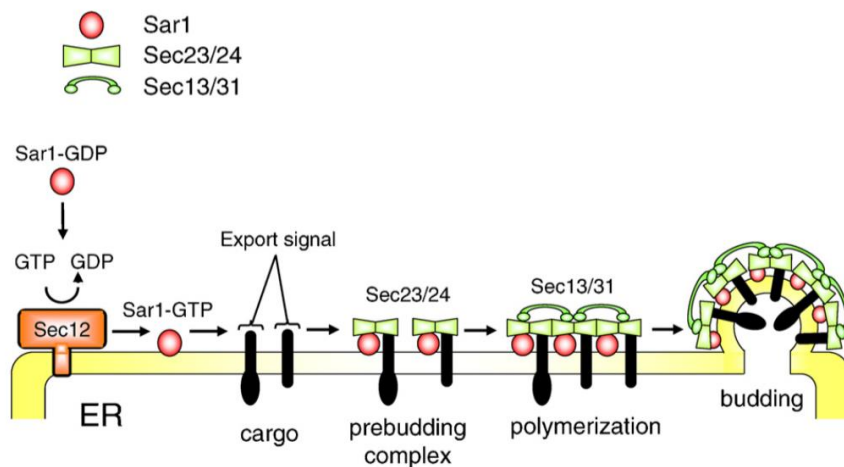 Sar1
Sec23/24
Sec13/31
Sar1-GDP
GTP GDP
Export signal
Sec12
Sar1-GTP
Sec23/24
Sec13/31
ER
cargo
prebudding
complex
polymerization
budding